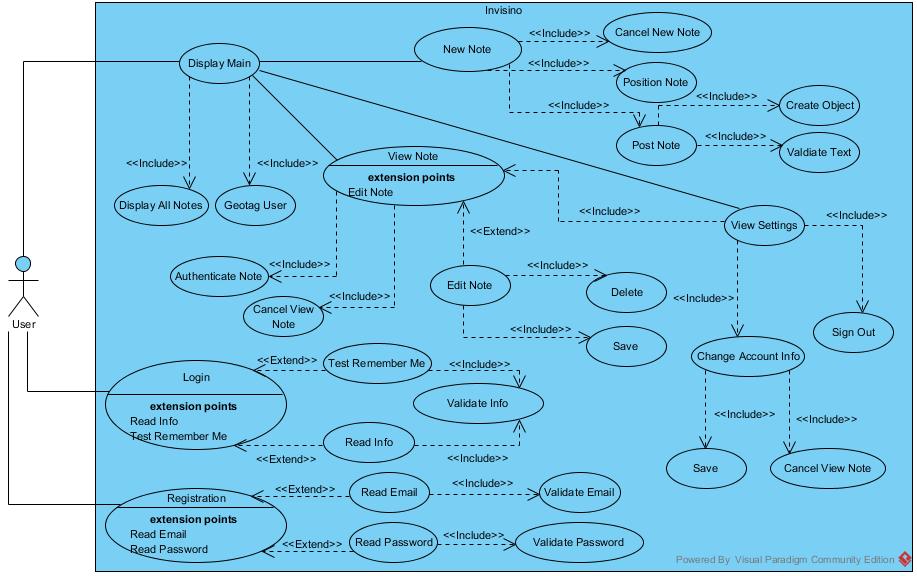 Invisino
Display Main
New Note
<<Include>>
Cancel New Note
<<Include>>
Position Note
<<Include>>
Post Note
<<Include>>
Create Object
<<Include>>
Valdiate Text
<<Include>>
Display All Notes
<<Include>>
Geotag User
View Note
extension points
Edit Note
<<Include>>
View Settings
<<Include>>
<<Extend>>
<<Include>>
Authenticate Note
<<Include>>
Cancel View
Note
Edit Note
<<Include>>
Delete
<<Include>>
Save
<<Include>>
Sign Out
Change Account Info
User
Login
extension points
Read Info
Test Remember Me
<<Extend>>
Test Remember Me
<<Include>>
Validate Info
<<Extend>>
Read Info
<<Include>>
<<Include>>
Save
<<Include>>
Cancel View Note
Registration
extension points
Read Email
Read Password
<<Extend>>
Read Email
<<Include>>
Validate Email
<<Extend>>
Read Password
<<Include>>
Validate Password
Powered By Visual Paradigm Community Edition